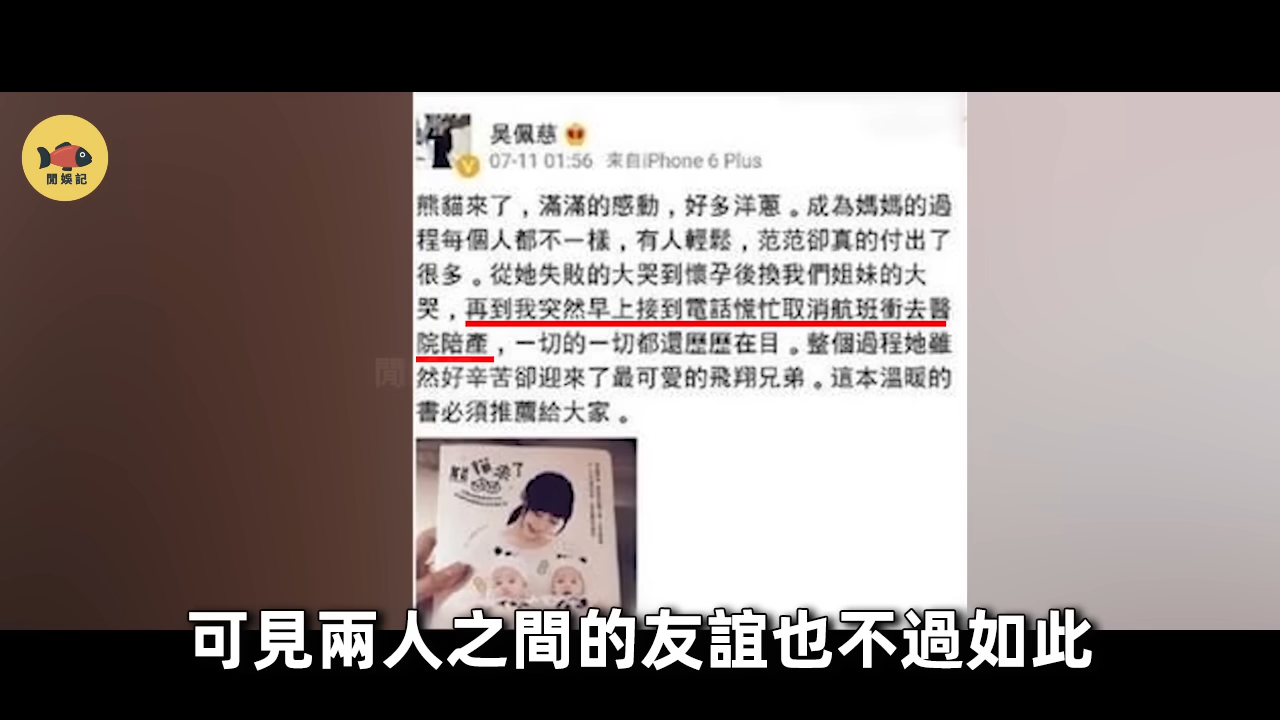 聞娛記
吴佩慈
07-11 01:56 來自iPhone 6 Plus
熊貓來了，滿滿的感動，好多洋蔥。成為媽媽的過
程每個人都不一樣，有人輕鬆，范范卻真的付出了
很多。從她失敗的大哭到懷孕後換我們姐妹的大
哭，再到我突然早上接到電話慌忙取消航班衝去醫
院陪產，一切的一切都還歷歷在目。整個過程她雖
然好辛苦卻迎來了最可愛的飛翔兄弟。這本溫暖的
書必須推薦給大家。
聞
熊貓來了
可見兩人之間的友誼也不過如此